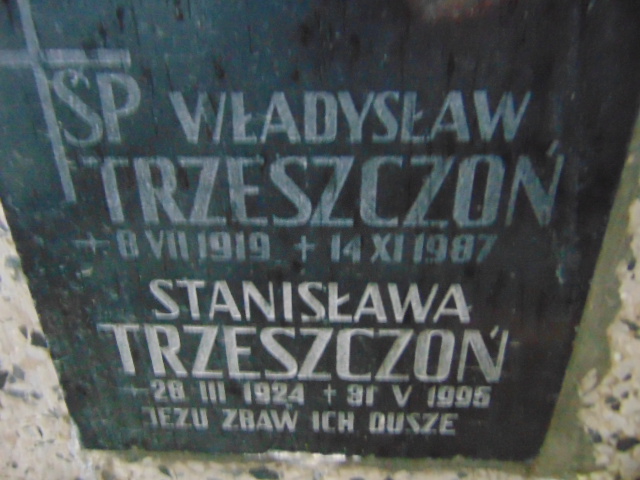 ŚP WŁADYSŁAW
TRZESZCZOŃ
+ 8 VII 1919 + 14 XI 1987
STANISŁAWA
TRZESZCZOŃ
+ 28 III 1924 + 31 V 1995
JEZU ZBAW ICH DUSZE